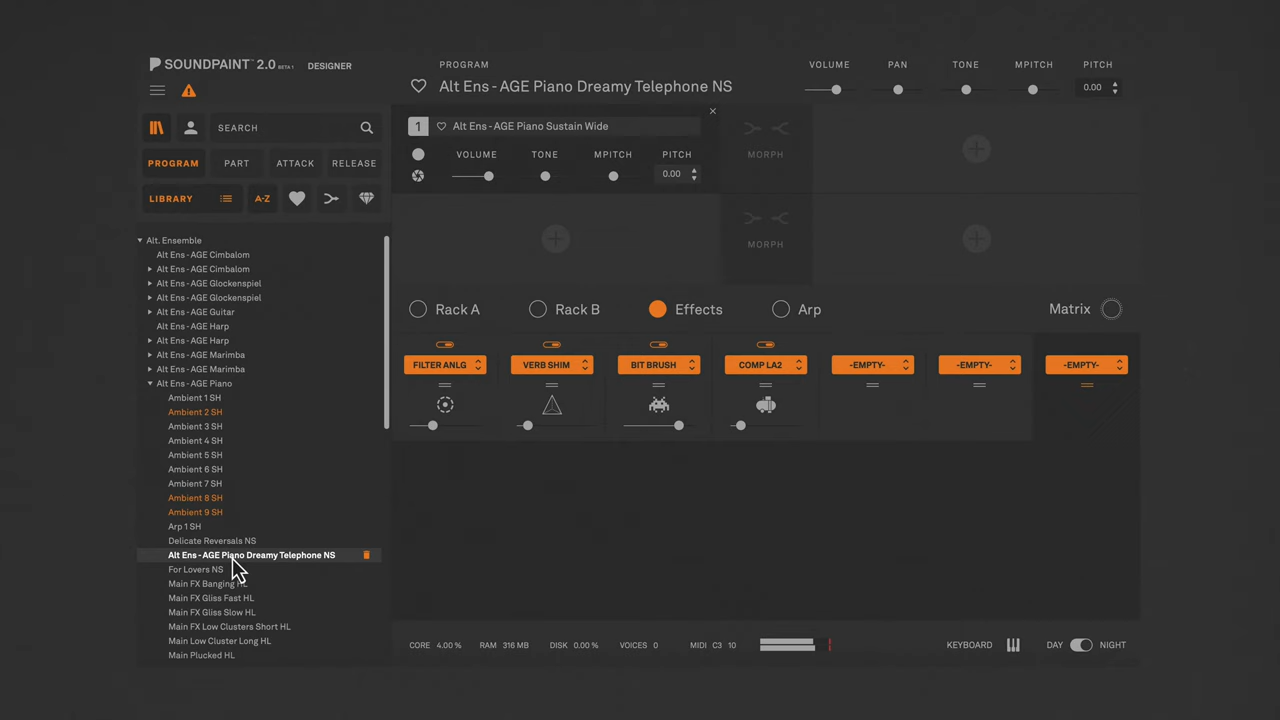 SOUNDPAINT™ 2.0 BETA 1 DESIGNER
SEARCH
PROGRAM PART ATTACK RELEASE
LIBRARY A-Z
Alt. Ensemble
Alt Ens - AGE Cimbalom
Alt Ens - AGE Cimbalom
Alt Ens - AGE Glockenspiel
Alt Ens - AGE Glockenspiel
Alt Ens - AGE Guitar
Alt Ens - AGE Harp
Alt Ens - AGE Harp
Alt Ens - AGE Marimba
Alt Ens - AGE Marimba
Alt Ens - AGE Piano
Ambient 1 SH
Ambient 2 SH
Ambient 3 SH
Ambient 4 SH
Ambient 5 SH
Ambient 6 SH
Ambient 7 SH
Ambient 8 SH
Ambient 9 SH
Arp 1 SH
Delicate Reversals NS
Alt Ens - AGE Piano Dreamy Telephone NS
For Lovers NS
Main FX Banging HL
Main FX Gliss Fast HL
Main FX Gliss Slow HL
Main FX Low Clusters Short HL
Main Low Cluster Long HL
Main Plucked HL
PROGRAM
Alt Ens - AGE Piano Dreamy Telephone NS
VOLUME PAN TONE MPITCH PITCH
0.00
1 Alt Ens - AGE Piano Sustain Wide
VOLUME TONE MPITCH PITCH
0.00
MORPH
MORPH
Rack A Rack B Effects Arp Matrix
FILTER ANLG VERB SHIM BIT BRUSH COMP LA2 -EMPTY- -EMPTY- -EMPTY-
CORE 4.00 % RAM 316 MB DISK 0.00 % VOICES 0 MIDI C3 10 KEYBOARD DAY NIGHT